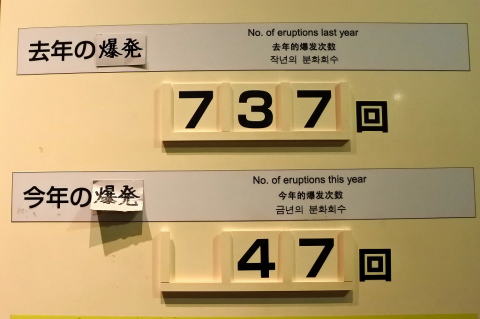 去年の爆発
No. of eruptions last year
去年的爆发次数
작년의 분화회수
737回
今年の爆発
No. of eruptions this year
今年的爆发次数
금년의 분화회수
47回